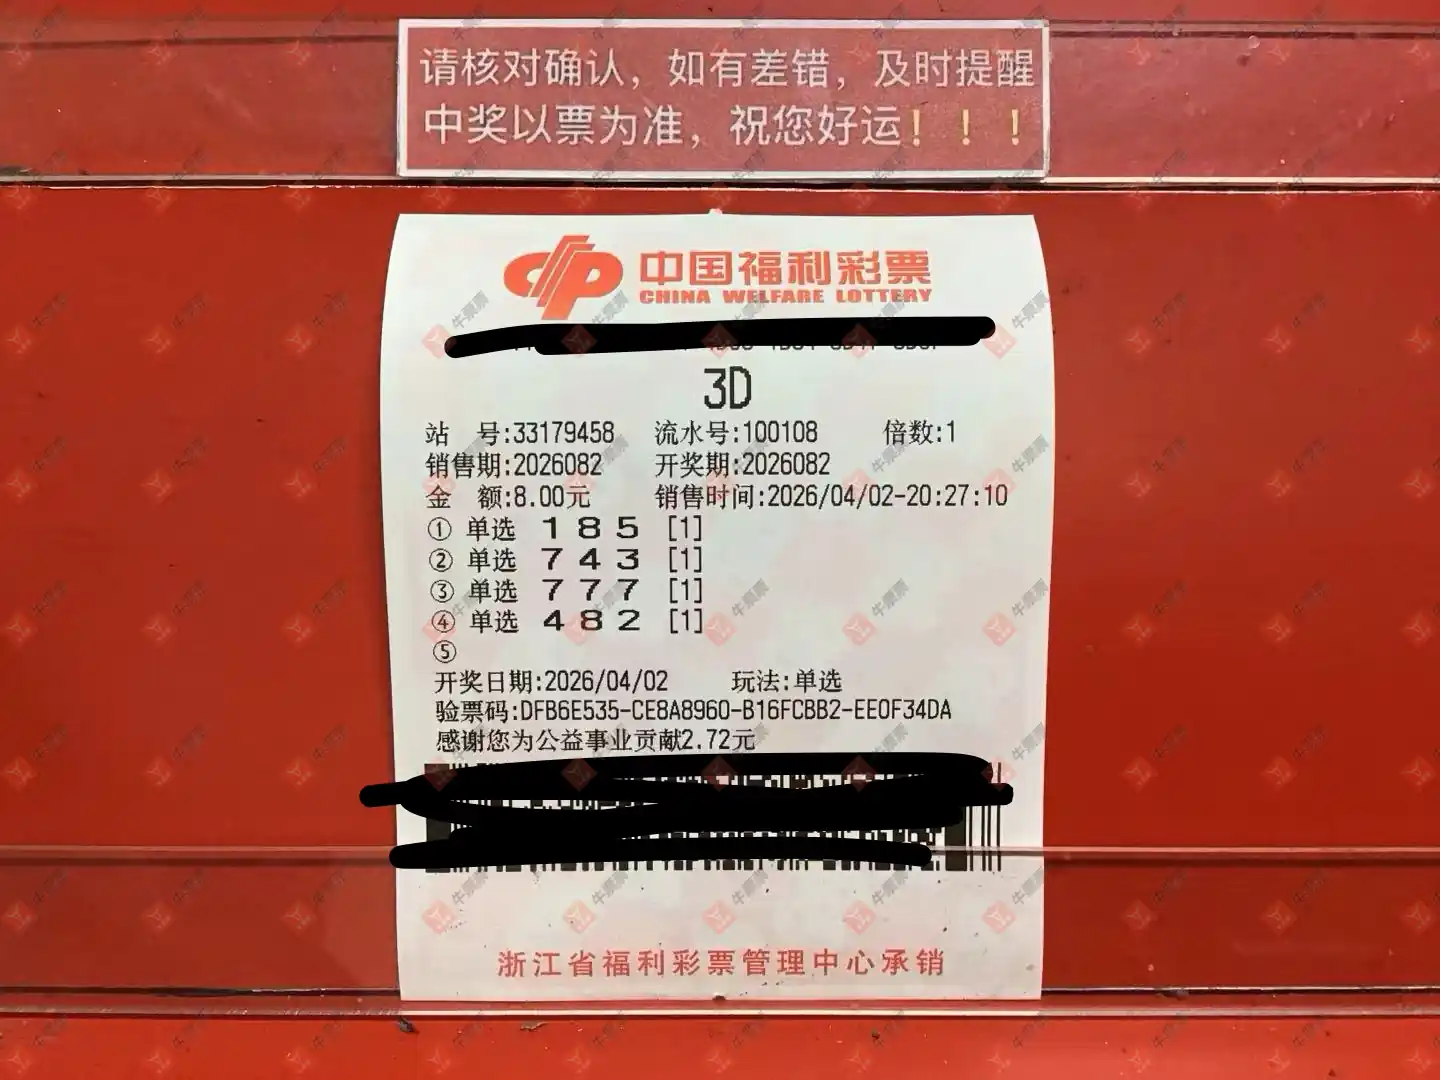 请核对确认，如有差错，及时提醒
中奖以票为准，祝您好运！！！
中国福利彩票
CHINA WELFARE LOTTERY
3D
站 号:33179458 流水号:100108 倍数:1
销售期:2026082 开奖期:2026082
金 额:8.00元 销售时间:2026/04/02-20:27:10
① 单选 1 8 5 [1]
② 单选 7 4 3 [1]
③ 单选 7 7 7 [1]
④ 单选 4 8 2 [1]
⑤
开奖日期:2026/04/02 玩法:单选
验票码:DFB6E535-CE8A8960-B16FCBB2-EE0F34DA
感谢您为公益事业贡献2.72元
浙江省福利彩票管理中心承销
牛票票